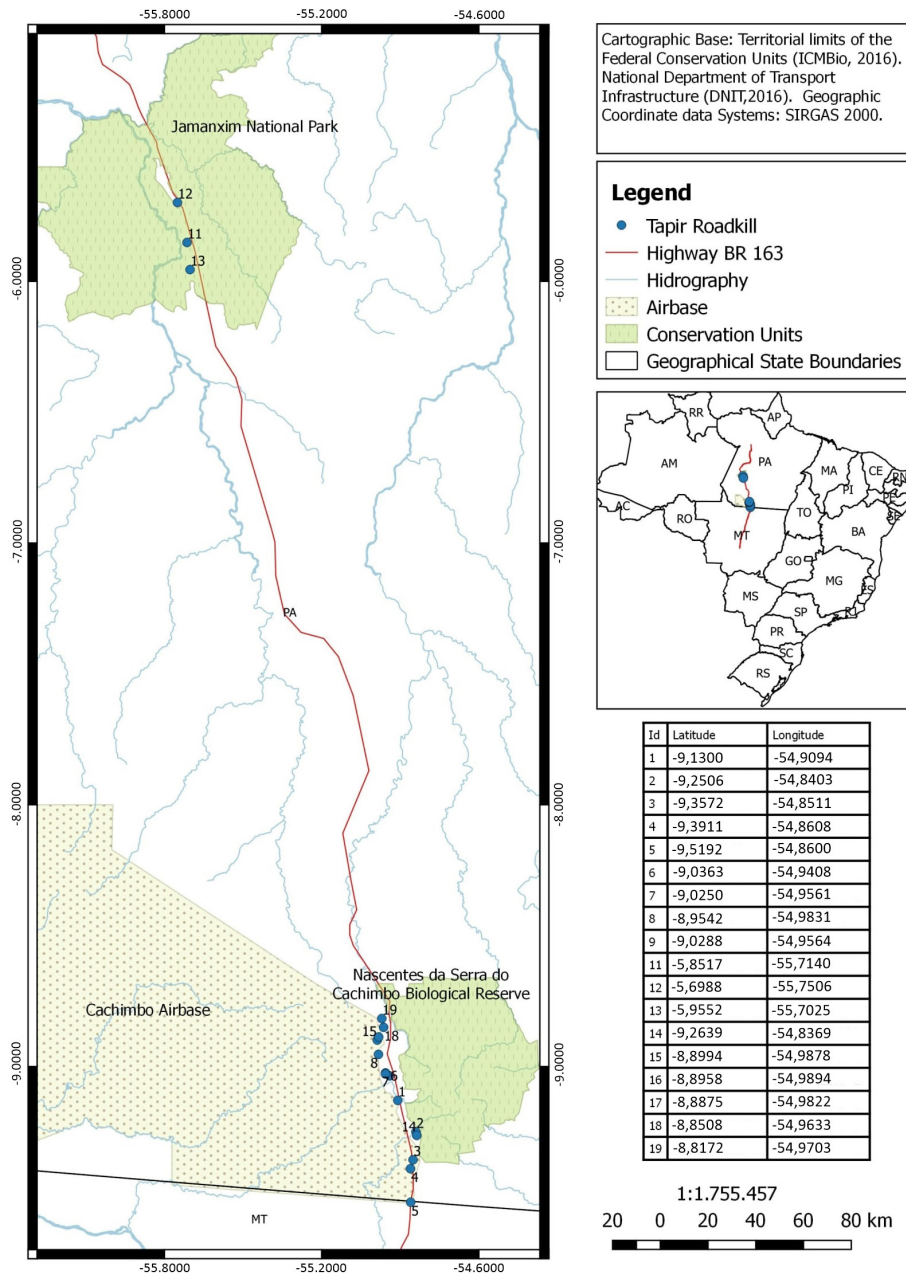 -55.8000 -55.2000 -54.6000
Jamanxim National Park
12
11
13
-6.0000 -6.0000
-7.0000 -7.0000
PA
-8.0000 -8.0000
Nascentes da Serra do
Cachimbo Biological Reserve
Cachimbo Airbase
19
15 18
8
-9.0000 -9.0000
6
7
1
14 2
3
4
5
MT
-55.8000 -55.2000 -54.6000
Cartographic Base: Territorial limits of the
Federal Conservation Units (ICMBio, 2016).
National Department of Transport
Infrastructure (DNIT,2016). Geographic
Coordinate data Systems: SIRGAS 2000.
Legend
Tapir Roadkill
Highway BR 163
Hidrography
Airbase
Conservation Units
Geographical State Boundaries
RR AP
AM PA MA CE RN
PI PE
AC RO TO SE
MT BA
GO
MG
MS ES
SP RJ
PR
SC
RS
Id Latitude Longitude
1 -9,1300 -54,9094
2 -9,2506 -54,8403
3 -9,3572 -54,8511
4 -9,3911 -54,8608
5 -9,5192 -54,8600
6 -9,0363 -54,9408
7 -9,0250 -54,9561
8 -8,9542 -54,9831
9 -9,0288 -54,9564
11 -5,8517 -55,7140
12 -5,6988 -55,7506
13 -5,9552 -55,7025
14 -9,2639 -54,8369
15 -8,8994 -54,9878
16 -8,8958 -54,9894
17 -8,8875 -54,9822
18 -8,8508 -54,9633
19 -8,8172 -54,9703
1:1.755.457
20 0 20 40 60 80 km